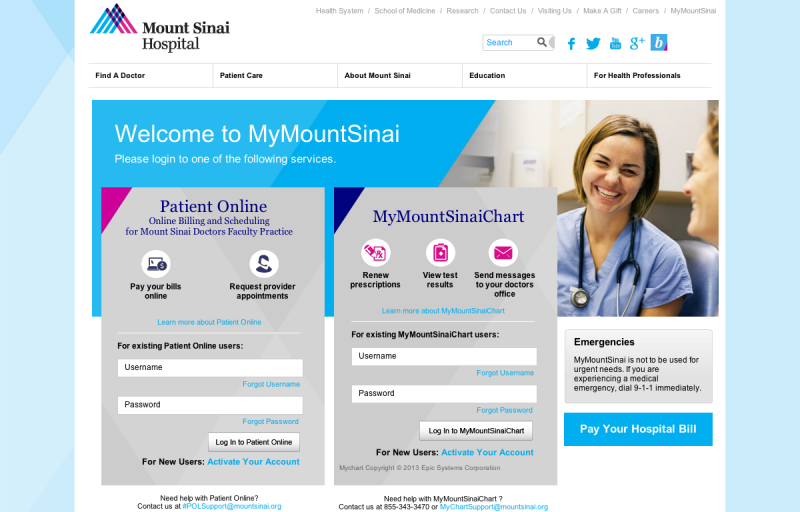 Health System / School of Medicine / Research / Contact Us / Visiting Us / Make A Gift / Careers / MyMountSinai
Mount Sinai
Hospital
Search
f
You
Tube
g+
b
Find A Doctor
Patient Care
About Mount Sinai
Education
For Health Professionals
Welcome to MyMountSinai
Please login to one of the following services.
Patient Online
Online Billing and Scheduling
for Mount Sinai Doctors Faculty Practice
Pay your bills
online
Request provider
appointments
Learn more about Patient Online
For existing Patient Online users:
Username
Forgot Username
Password
Forgot Password
Log In to Patient Online
For New Users: Activate Your Account
MyMountSinaiChart
Renew
prescriptions
View test
results
Send messages
to your doctors
office
Learn more about MyMountSinaiChart
For existing MyMountSinaiChart users:
Username
Forgot Username
Password
Forgot Password
Log In to MyMountSinaiChart
For New Users: Activate Your Account
Mychart Copyright © 2013 Epic Systems Corporation
Emergencies
MyMountSinai is not to be used for
urgent needs. If you are
experiencing a medical
emergency, dial 9-1-1 immediately.
Pay Your Hospital Bill
Need help with Patient Online?
Contact us at #POLSupport@mountsinai.org
Need help with MyMountSinaiChart ?
Contact us at 855-343-3470 or MyChartSupport@mountsinai.org